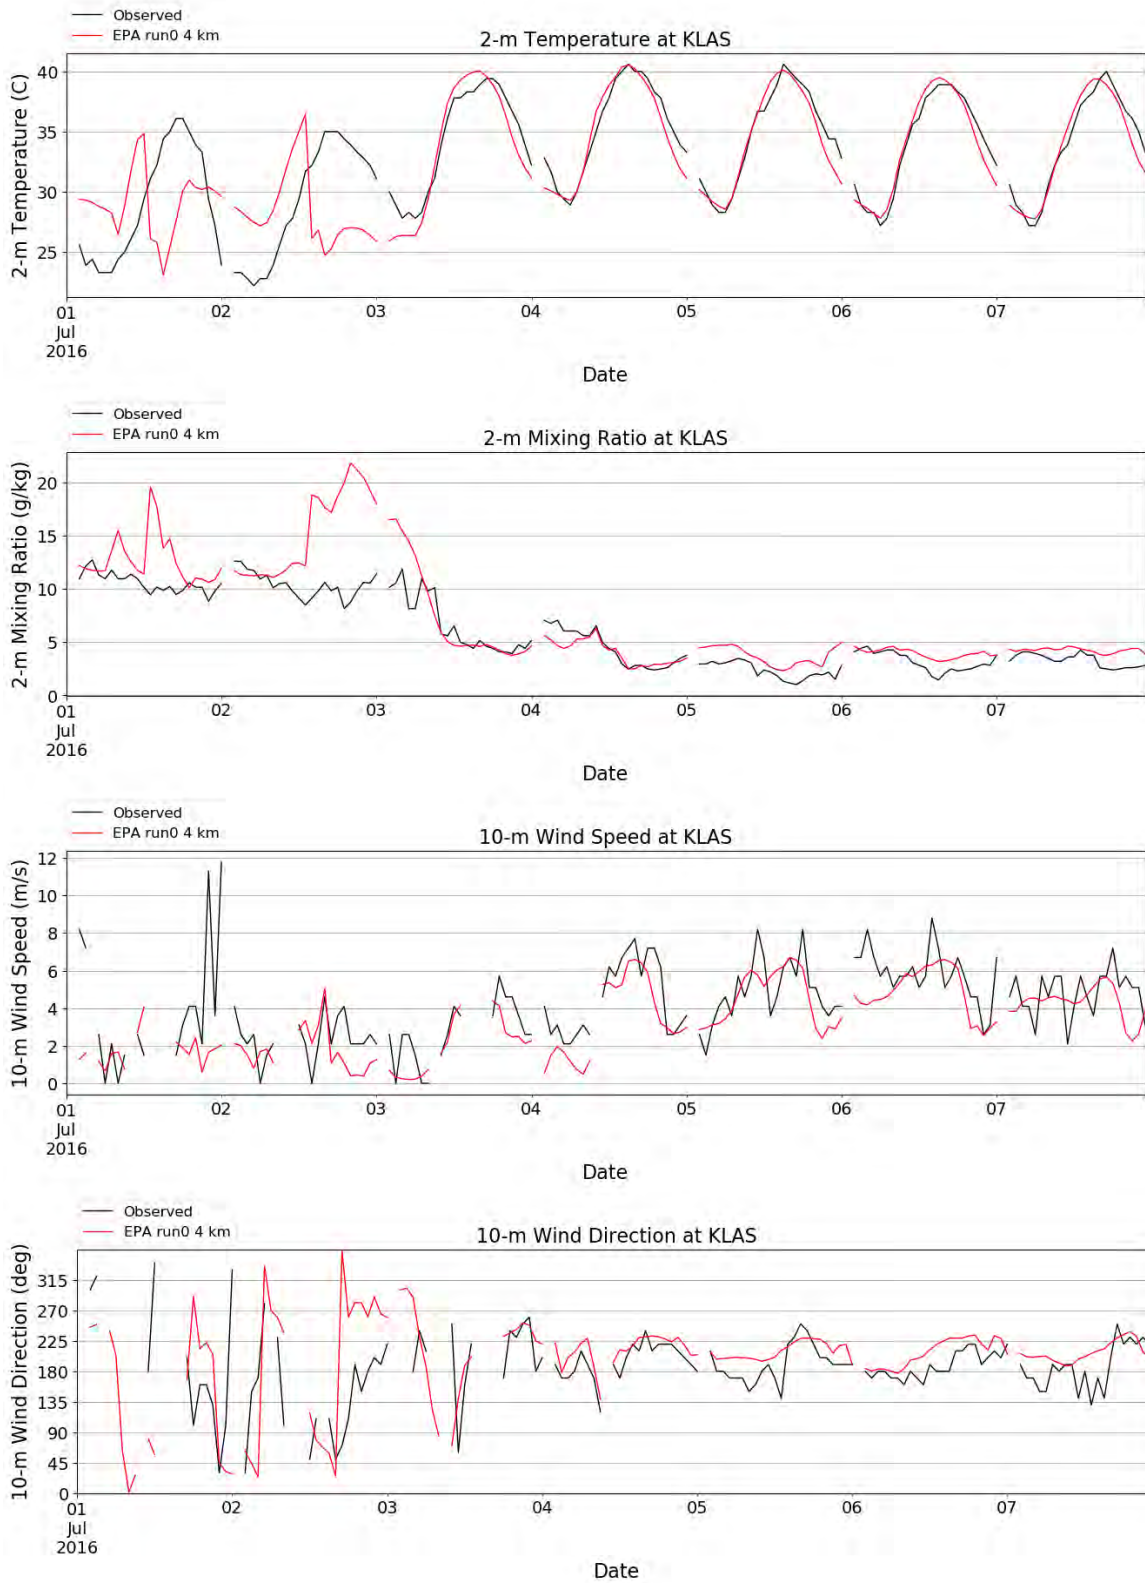 Observed
EPA run0 4 km
2-m Temperature at KLAS
2-m Temperature (C)
40
35
30
25
01
Jul
2016
02
03
04
05
06
07
Date
Observed
EPA run0 4 km
2-m Mixing Ratio at KLAS
2-m Mixing Ratio (g/kg)
20
15
10
5
0
01
Jul
2016
02
03
04
05
06
07
Date
Observed
EPA run0 4 km
10-m Wind Speed at KLAS
10-m Wind Speed (m/s)
12
10
8
6
4
2
0
01
Jul
2016
02
03
04
05
06
07
Date
Observed
EPA run0 4 km
10-m Wind Direction at KLAS
10-m Wind Direction (deg)
315
270
225
180
135
90
45
0
01
Jul
2016
02
03
04
05
06
07
Date